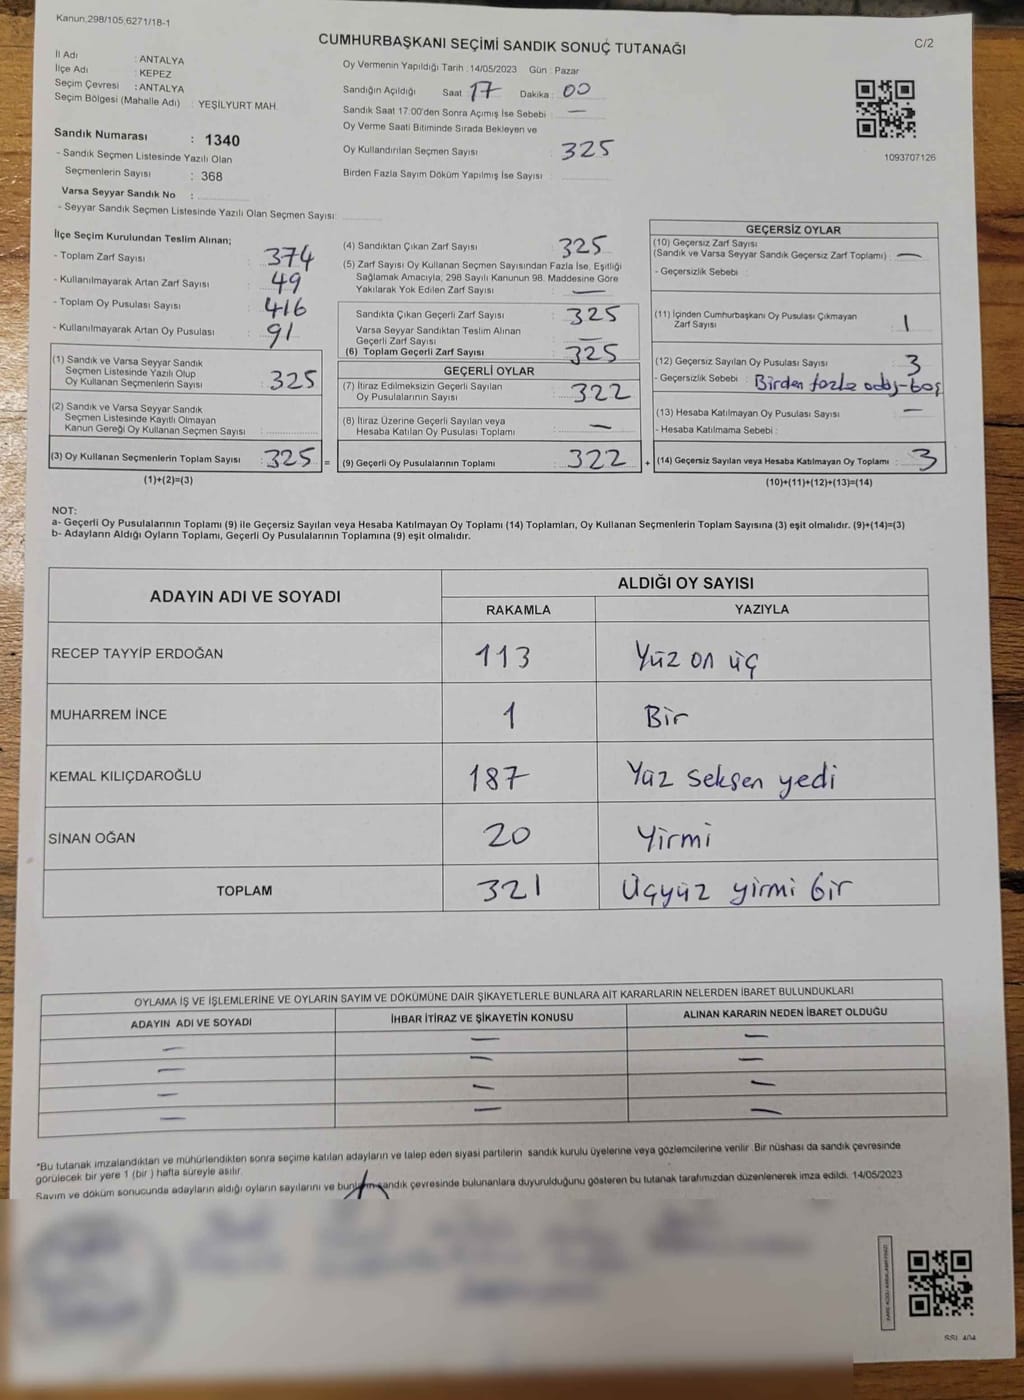 Kanun,298/105,6271/18-1
CUMHURBAŞKANI SEÇİMİ SANDIK SONUÇ TUTANAĞI
C/2
İl Adı : ANTALYA
İlçe Adı : KEPEZ
Seçim Çevresi : ANTALYA
Seçim Bölgesi (Mahalle Adı) : YEŞİLYURT MAH.
Sandık Numarası : 1340
- Sandık Seçmen Listesinde Yazılı Olan
Seçmenlerin Sayısı : 368
Varsa Seyyar Sandık No :
- Seyyar Sandık Seçmen Listesinde Yazılı Olan Seçmen Sayısı:
Oy Vermenin Yapıldığı Tarih :14/05/2023 Gün : Pazar
Sandığın Açıldığı Saat 17 Dakika : 00
Sandık Saat 17:00'den Sonra Açımış İse Sebebi : —
Oy Verme Saati Bitiminde Sırada Bekleyen ve
Oy Kullandırılan Seçmen Sayısı : 325
Birden Fazla Sayım Döküm Yapılmış İse Sayısı :
1093707126
İlçe Seçim Kurulundan Teslim Alınan;
- Toplam Zarf Sayısı : 374
- Kullanılmayarak Artan Zarf Sayısı : 49
- Toplam Oy Pusulası Sayısı : 416
- Kullanılmayarak Artan Oy Pusulası : 91
(1) Sandık ve Varsa Seyyar Sandık
Seçmen Listesinde Yazılı Olup
Oy Kullanan Seçmenlerin Sayısı : 325
(2) Sandık ve Varsa Seyyar Sandık
Seçmen Listesinde Kayıtlı Olmayan
Kanun Gereği Oy Kullanan Seçmen Sayısı :
(3) Oy Kullanan Seçmenlerin Toplam Sayısı : 325 =
(1)+(2)=(3)
(4) Sandıktan Çıkan Zarf Sayısı : 325
(5) Zarf Sayısı Oy Kullanan Seçmen Sayısından Fazla İse, Eşitliği
Sağlamak Amacıyla, 298 Sayılı Kanunun 98. Maddesine Göre
Yakılarak Yok Edilen Zarf Sayısı : —
Sandıkta Çıkan Geçerli Zarf Sayısı : 325
Varsa Seyyar Sandıktan Teslim Alınan
Geçerli Zarf Sayısı : —
(6) Toplam Geçerli Zarf Sayısı : 325
GEÇERLİ OYLAR
(7) İtiraz Edilmeksizin Geçerli Sayılan
Oy Pusulalarının Sayısı : 322
(8) İtiraz Üzerine Geçerli Sayılan veya
Hesaba Katılan Oy Pusulası Toplamı : —
(9) Geçerli Oy Pusulalarının Toplamı : 322 +
GEÇERSİZ OYLAR
(10) Geçersiz Zarf Sayısı
(Sandık ve Varsa Seyyar Sandık Geçersiz Zarf Toplamı) : —
- Geçersizlik Sebebi :
(11) İçinden Cumhurbaşkanı Oy Pusulası Çıkmayan
Zarf Sayısı : 1
(12) Geçersiz Sayılan Oy Pusulası Sayısı : 3
- Geçersizlik Sebebi : Birden fazla aday-boş
(13) Hesaba Katılmayan Oy Pusulası Sayısı : —
- Hesaba Katılmama Sebebi :
(14) Geçersiz Sayılan veya Hesaba Katılmayan Oy Toplamı : 3
(10)+(11)+(12)+(13)=(14)
NOT:
a- Geçerli Oy Pusulalarının Toplamı (9) ile Geçersiz Sayılan veya Hesaba Katılmayan Oy Toplamı (14) Toplamları, Oy Kullanan Seçmenlerin Toplam Sayısına (3) eşit olmalıdır. (9)+(14)=(3)
b- Adayların Aldığı Oyların Toplamı, Geçerli Oy Pusulalarının Toplamına (9) eşit olmalıdır.
ADAYIN ADI VE SOYADI ALDIĞI OY SAYISI
RAKAMLA YAZIYLA
RECEP TAYYİP ERDOĞAN 113 Yüz on üç
MUHARREM İNCE 1 Bir
KEMAL KILIÇDAROĞLU 187 Yüz seksen yedi
SİNAN OĞAN 20 Yirmi
TOPLAM 321 Üçyüz yirmi bir
OYLAMA İŞ VE İŞLEMLERİNE VE OYLARIN SAYIM VE DÖKÜMÜNE DAİR ŞİKAYETLERLE BUNLARA AİT KARARLARIN NELERDEN İBARET BULUNDUKLARI
ADAYIN ADI VE SOYADI İHBAR İTİRAZ VE ŞİKAYETİN KONUSU ALINAN KARARIN NEDEN İBARET OLDUĞU
— — —
— — —
— — —
— — —
*Bu tutanak imzalandıktan ve mühürlendikten sonra seçime katılan adayların ve talep eden siyasi partilerin sandık kurulu üyelerine veya gözlemcilerine verilir. Bir nüshası da sandık çevresinde
görülecek bir yere 1 (bir ) hafta süreyle asılır.
Sayım ve döküm sonucunda adayların aldığı oyların sayılarını ve bunların sandık çevresinde bulunanlara duyurulduğunu gösteren bu tutanak tarafımızdan düzenlenerek imza edildi. 14/05/2023